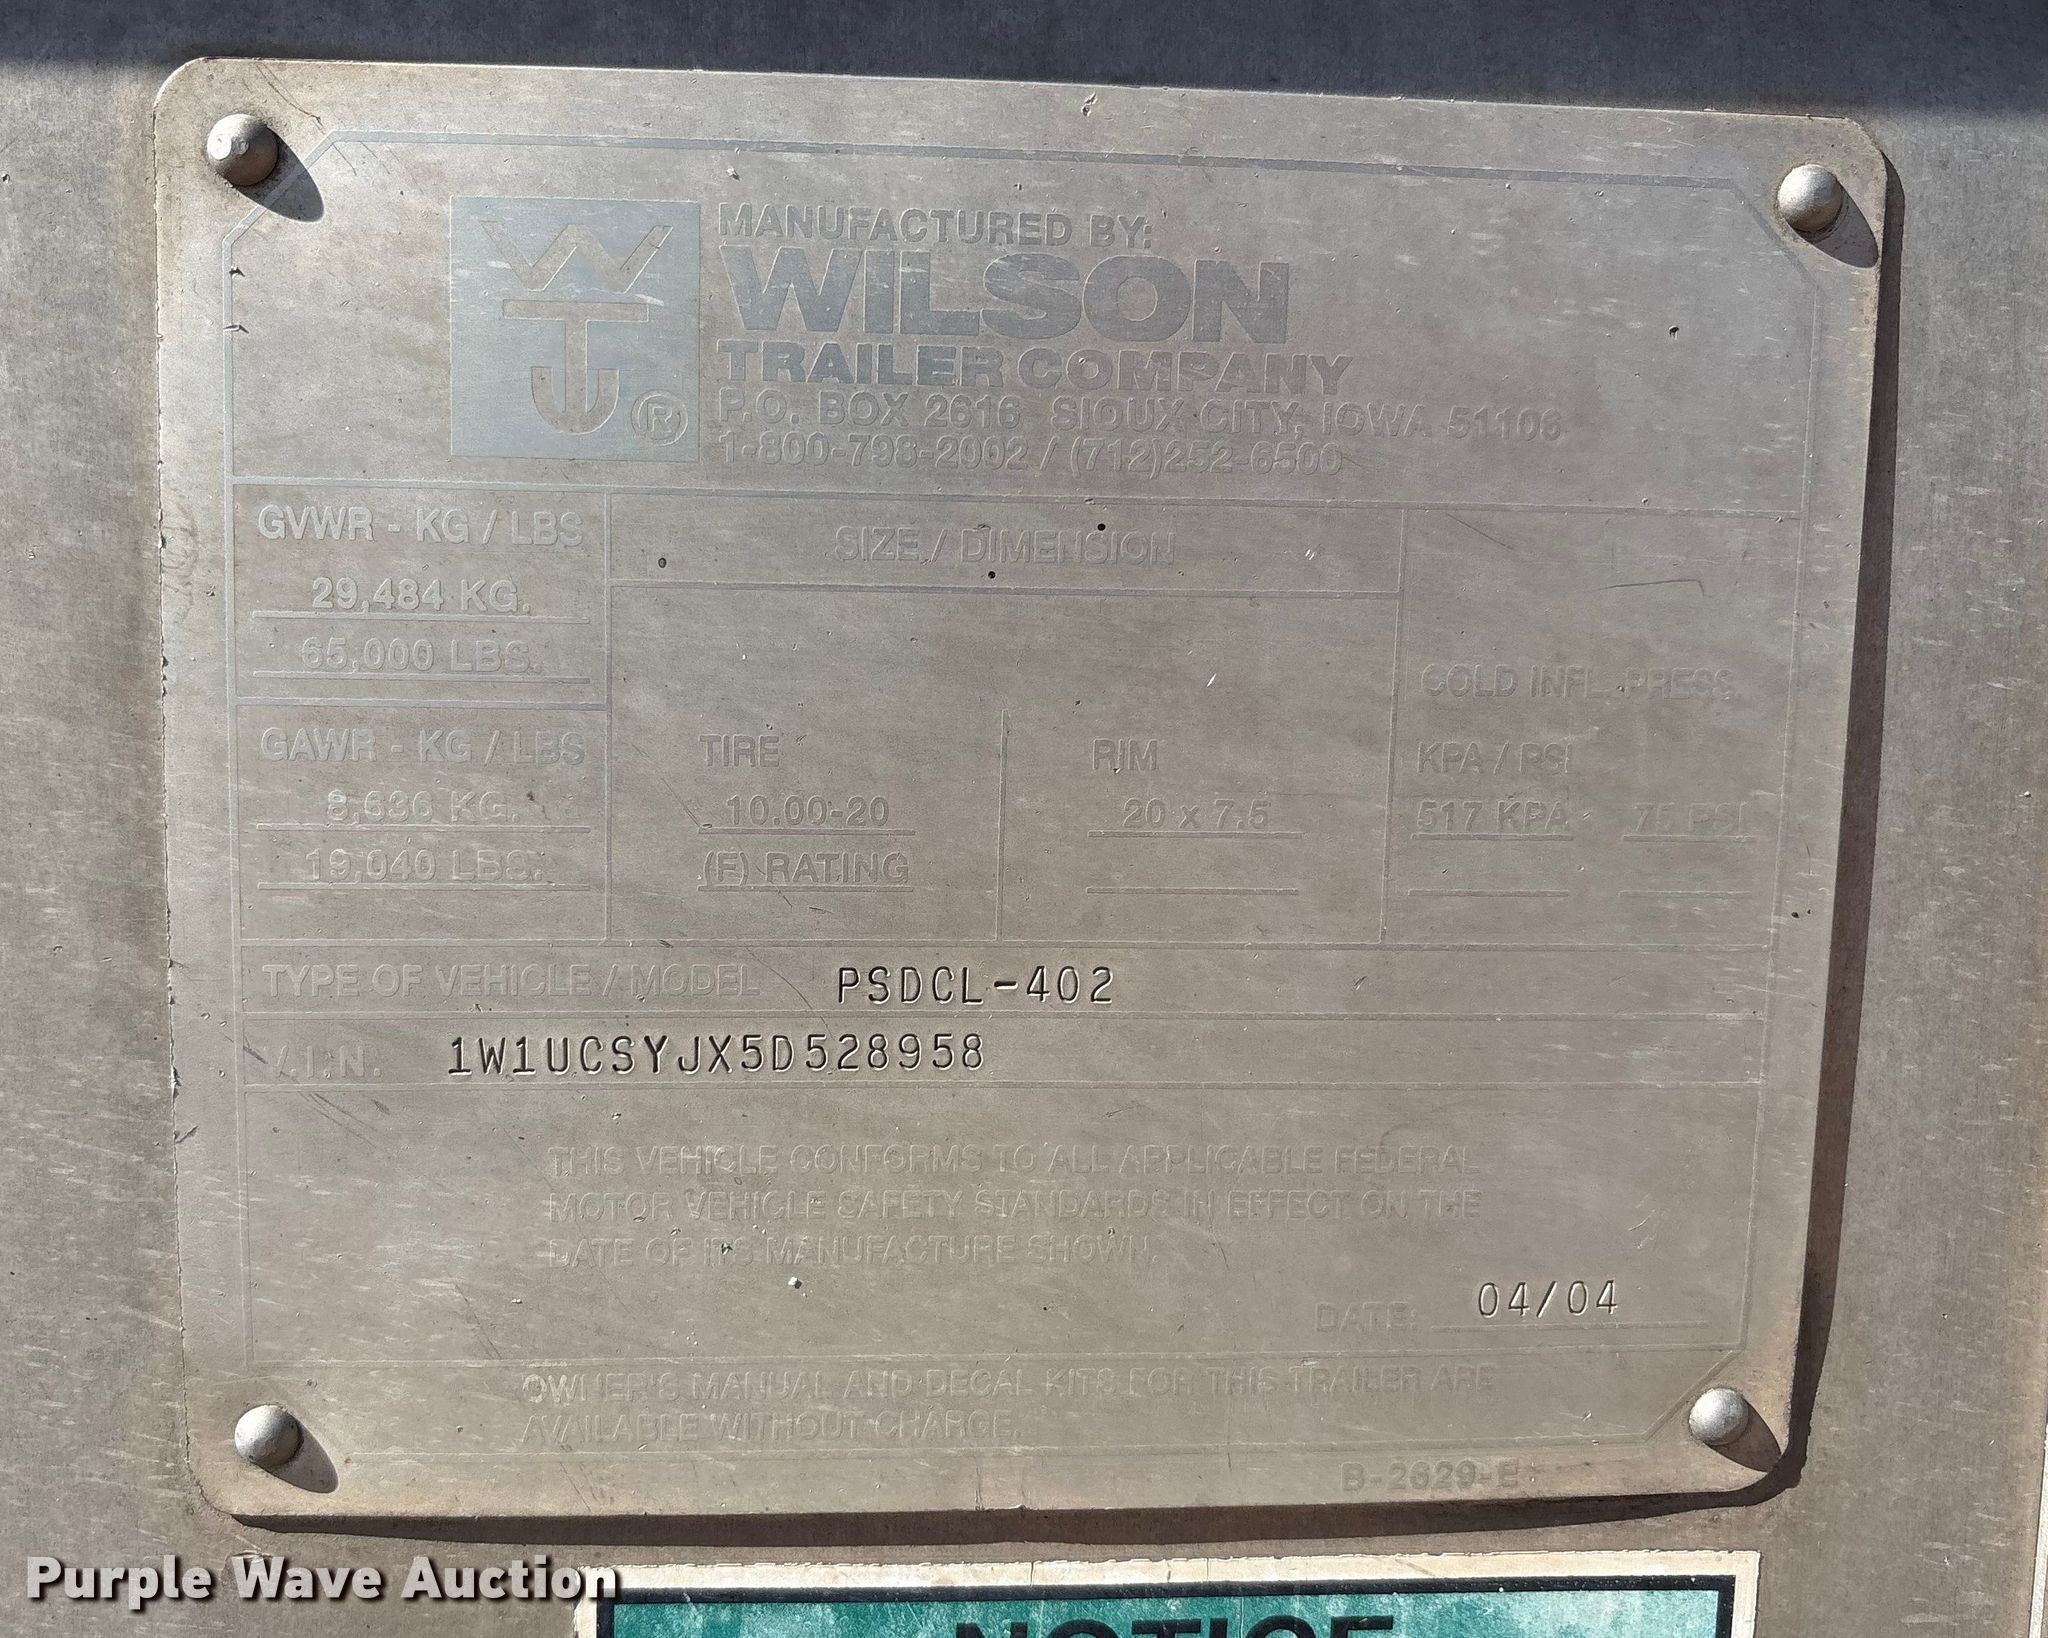 WTJ ®
MANUFACTURED BY:
WILSON
TRAILER COMPANY
P.O. BOX 2616 SIOUX CITY, IOWA 51106
1-800-798-2002 / (712)252-6500
GVWR - KG / LBS
29,484 KG.
65,000 LBS.
GAWR - KG / LBS
8,636 KG.
19,040 LBS.
SIZE / DIMENSION
TIRE
10.00-20
(F) RATING
RIM
20 x 7.5
COLD INFL. PRESS.
KPA / PSI
517 KPA 75 PSI
TYPE OF VEHICLE / MODEL PSDCL-402
V.I.N. 1W1UCSYJX5D528958
THIS VEHICLE CONFORMS TO ALL APPLICABLE FEDERAL
MOTOR VEHICLE SAFETY STANDARDS IN EFFECT ON THE
DATE OF ITS MANUFACTURE SHOWN.
DATE: 04/04
OWNER'S MANUAL AND DECAL KITS FOR THIS TRAILER ARE
AVAILABLE WITHOUT CHARGE.
B-2629-E
Purple Wave Auction
NOTICE